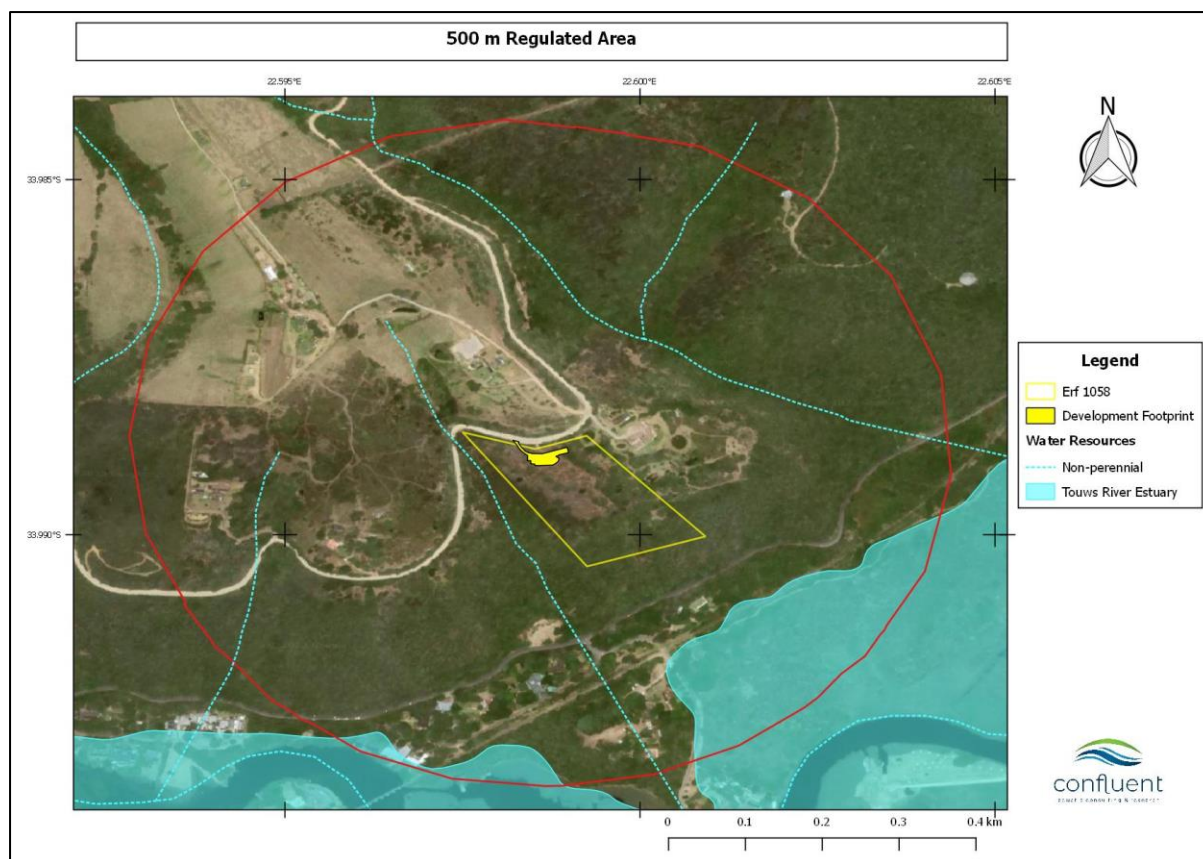 500 m Regulated Area
22.595°E
22.600°E
22.605°E
33.985°S
33.990°S
N
Legend
Erf 1058
Development Footprint
Water Resources
Non-perennial
Touws River Estuary
confluent
0 0.1 0.2 0.3 0.4 km